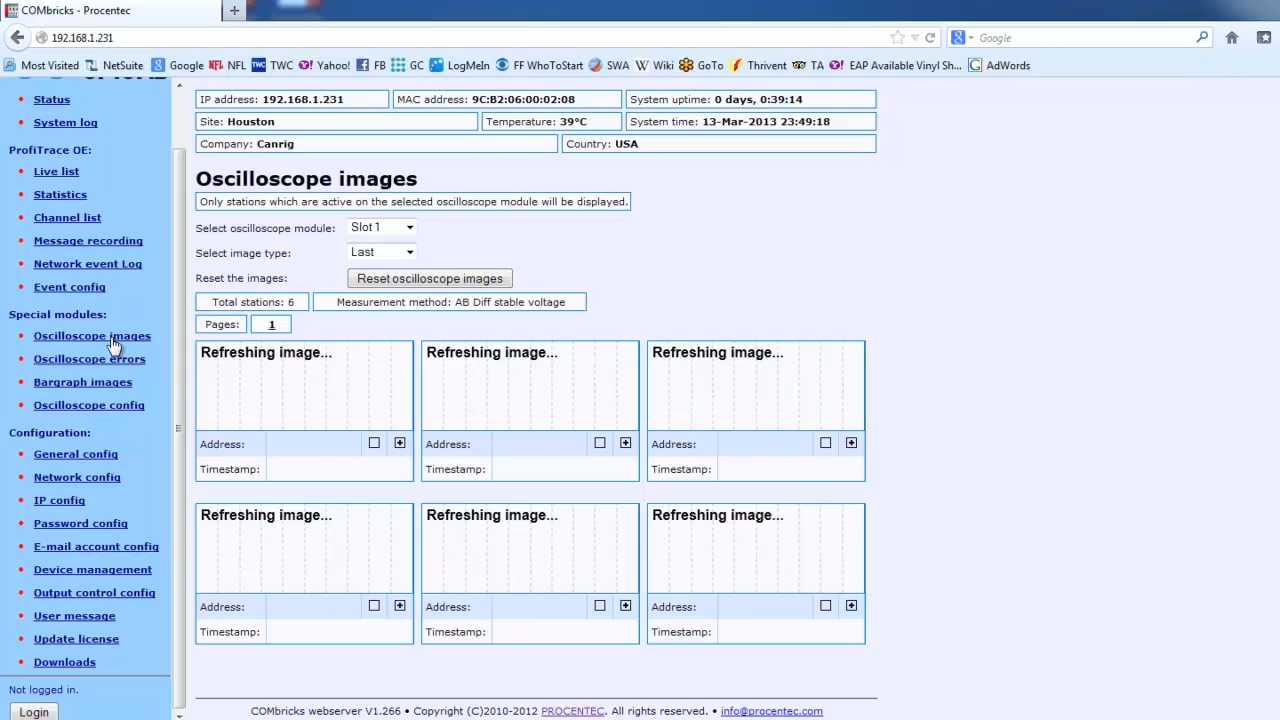 COMbricks - Procentec
192.168.1.231
Google
Most Visited NetSuite Google NFL TWC Yahoo! FB GC LogMeIn FF WhoToStart SWA Wiki GoTo Thrivent TA EAP Available Vinyl Sh... AdWords
Status
System log
ProfiTrace OE:
Live list
Statistics
Channel list
Message recording
Network event Log
Event config
Special modules:
Oscilloscope images
Oscilloscope errors
Bargraph images
Oscilloscope config
Configuration:
General config
Network config
IP config
Password config
E-mail account config
Device management
Output control config
User message
Update license
Downloads
Not logged in.
Login
IP address: 192.168.1.231 MAC address: 9C:B2:06:00:02:08 System uptime: 0 days, 0:39:14
Site: Houston Temperature: 39°C System time: 13-Mar-2013 23:49:18
Company: Canrig Country: USA
Oscilloscope images
Only stations which are active on the selected oscilloscope module will be displayed.
Select oscilloscope module: Slot 1
Select image type: Last
Reset the images: Reset oscilloscope images
Total stations: 6 Measurement method: AB Diff stable voltage
Pages: 1
Refreshing image... Refreshing image... Refreshing image...
Address: Address: Address:
Timestamp: Timestamp: Timestamp:
Refreshing image... Refreshing image... Refreshing image...
Address: Address: Address:
Timestamp: Timestamp: Timestamp:
COMbricks webserver V1.266 • Copyright (C)2010-2012 PROCENTEC. All rights reserved. • info@procentec.com